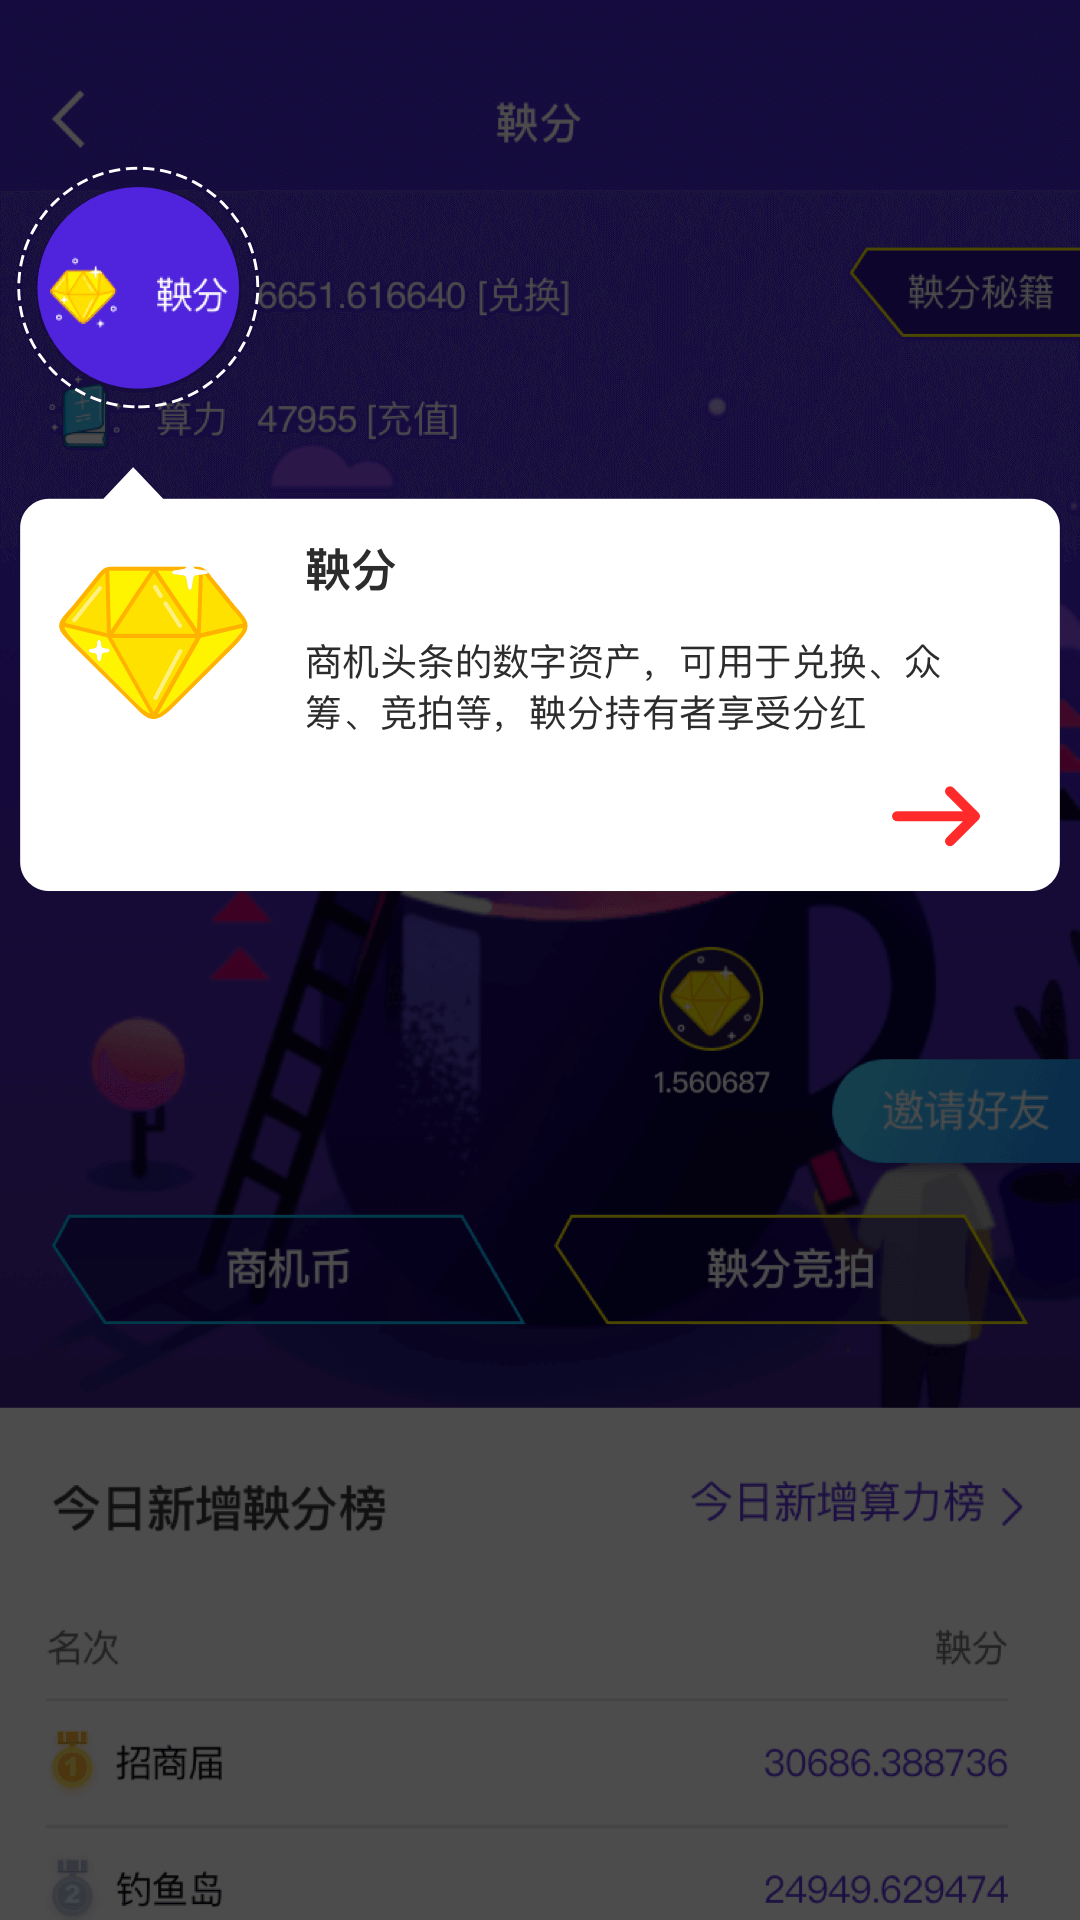 鞅分
鞅分 6651.616640 [兑换]
鞅分秘籍
算力 47955 [充值]
鞅分
商机头条的数字资产，可用于兑换、众
筹、竞拍等，鞅分持有者享受分红
1.560687
邀请好友
商机币
鞅分竞拍
今日新增鞅分榜
今日新增算力榜
名次
鞅分
1 招商届 30686.388736
2 钓鱼岛 24949.629474